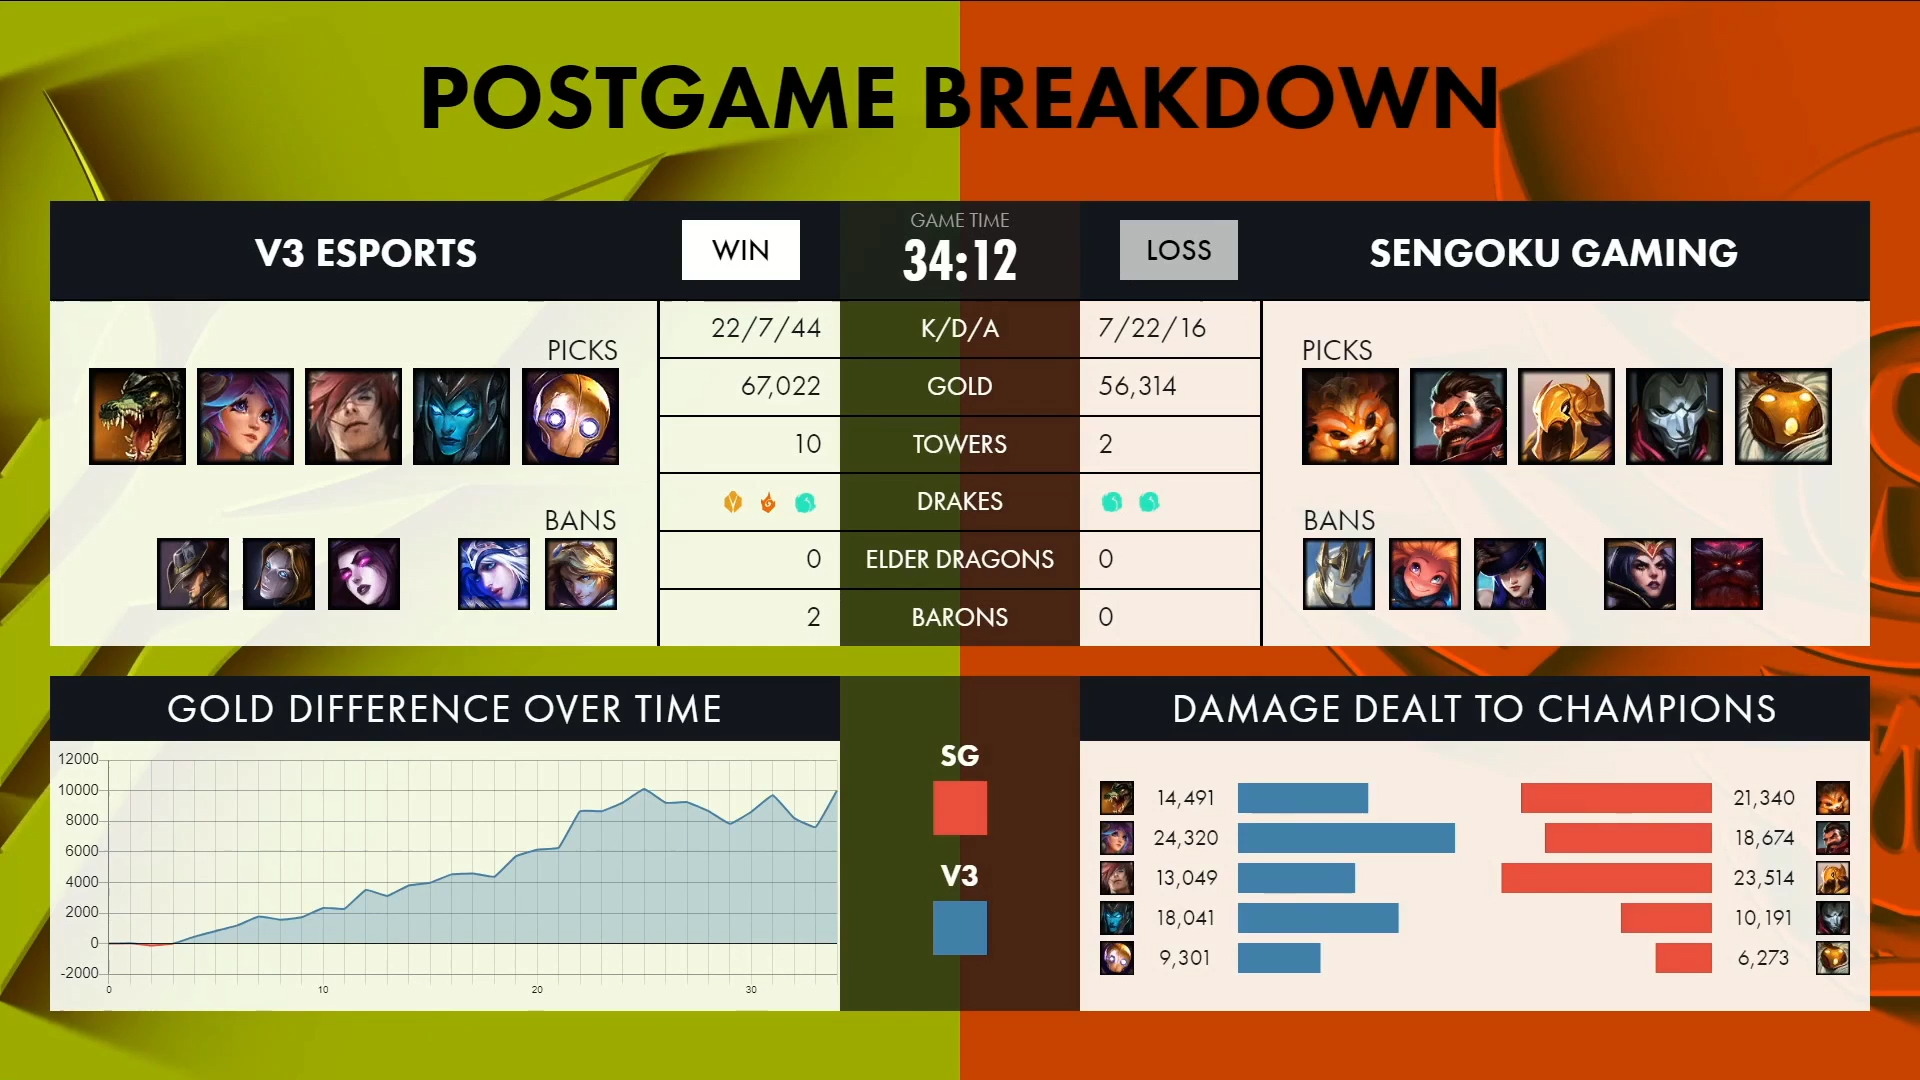 POSTGAME BREAKDOWN
V3 ESPORTS
WIN
GAME TIME
34:12
LOSS
SENGOKU GAMING
PICKS
22/7/44 K/D/A 7/22/16
PICKS
67,022 GOLD 56,314
10 TOWERS 2
DRAKES
BANS
BANS
0 ELDER DRAGONS 0
2 BARONS 0
GOLD DIFFERENCE OVER TIME
12000
10000
8000
6000
4000
2000
0
-2000
0 10 20 30
SG
V3
DAMAGE DEALT TO CHAMPIONS
14,491 21,340
24,320 18,674
13,049 23,514
18,041 10,191
9,301 6,273